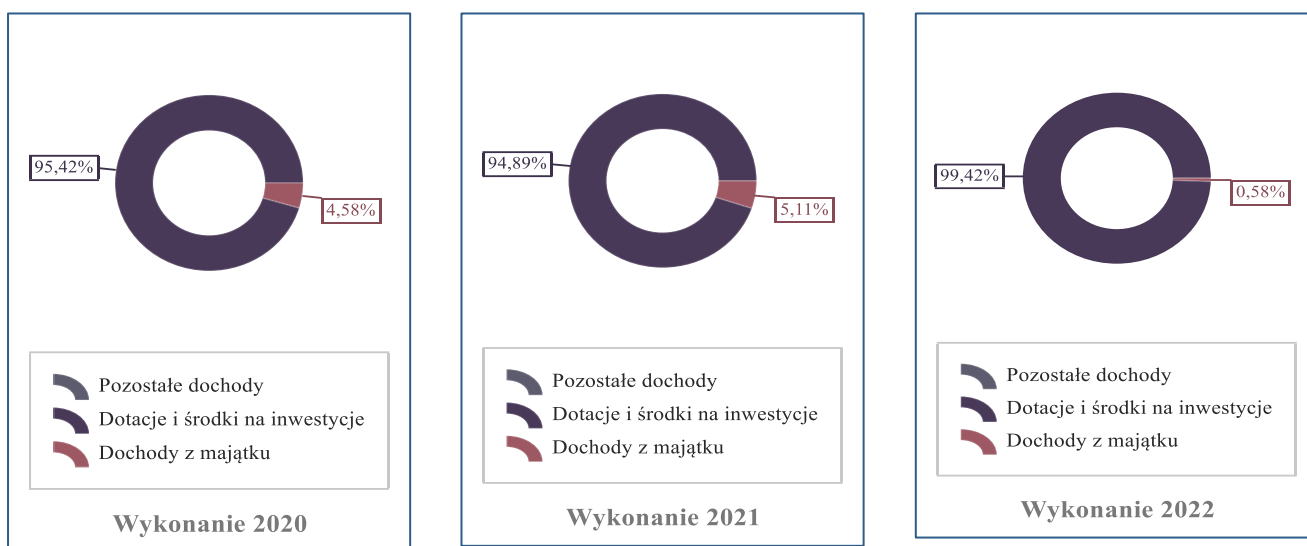 95,42%
4,58%
Pozostałe dochody
Dotacje i środki na inwestycje
Dochody z majątku
Wykonanie 2020
94,89%
5,11%
Pozostałe dochody
Dotacje i środki na inwestycje
Dochody z majątku
Wykonanie 2021
99,42%
0,58%
Pozostałe dochody
Dotacje i środki na inwestycje
Dochody z majątku
Wykonanie 2022